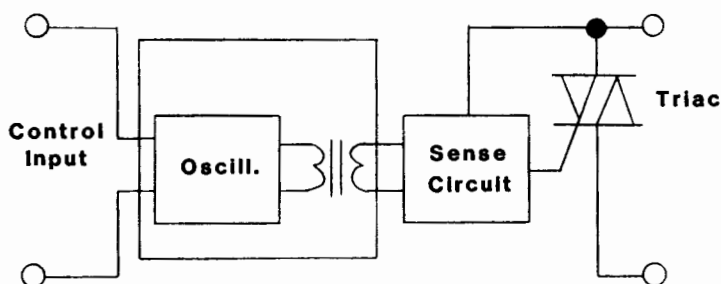 Control
Input
Oscill.
Sense
Circuit
Triac